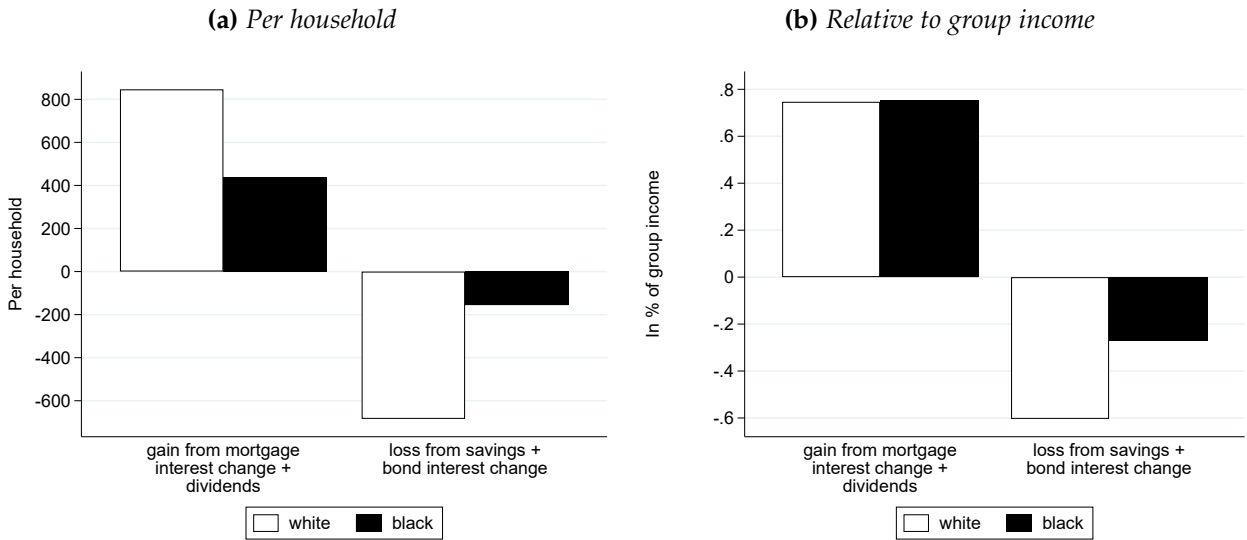 (a) Per household
Per household
800
600
400
200
0
-200
-400
-600
gain from mortgage
interest change +
dividends
loss from savings +
bond interest change
white black
(b) Relative to group income
In % of group income
.8
.6
.4
.2
0
-.2
-.4
-.6
gain from mortgage
interest change +
dividends
loss from savings +
bond interest change
white black